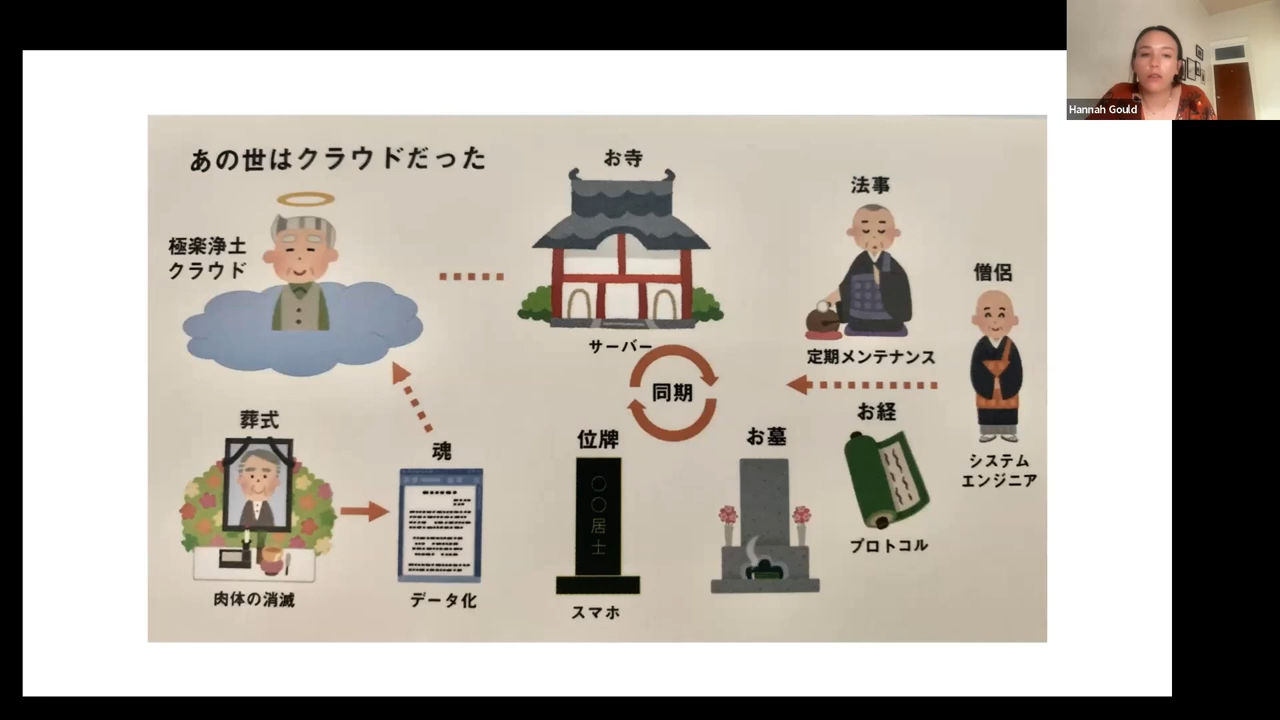 Hannah Gould
あの世はクラウドだった
極楽浄土
クラウド
お寺
サーバー
法事
定期メンテナンス
僧侶
システム
エンジニア
同期
葬式
肉体の消滅
魂
データ化
位牌
〇〇居士
スマホ
お墓
お経
プロトコル